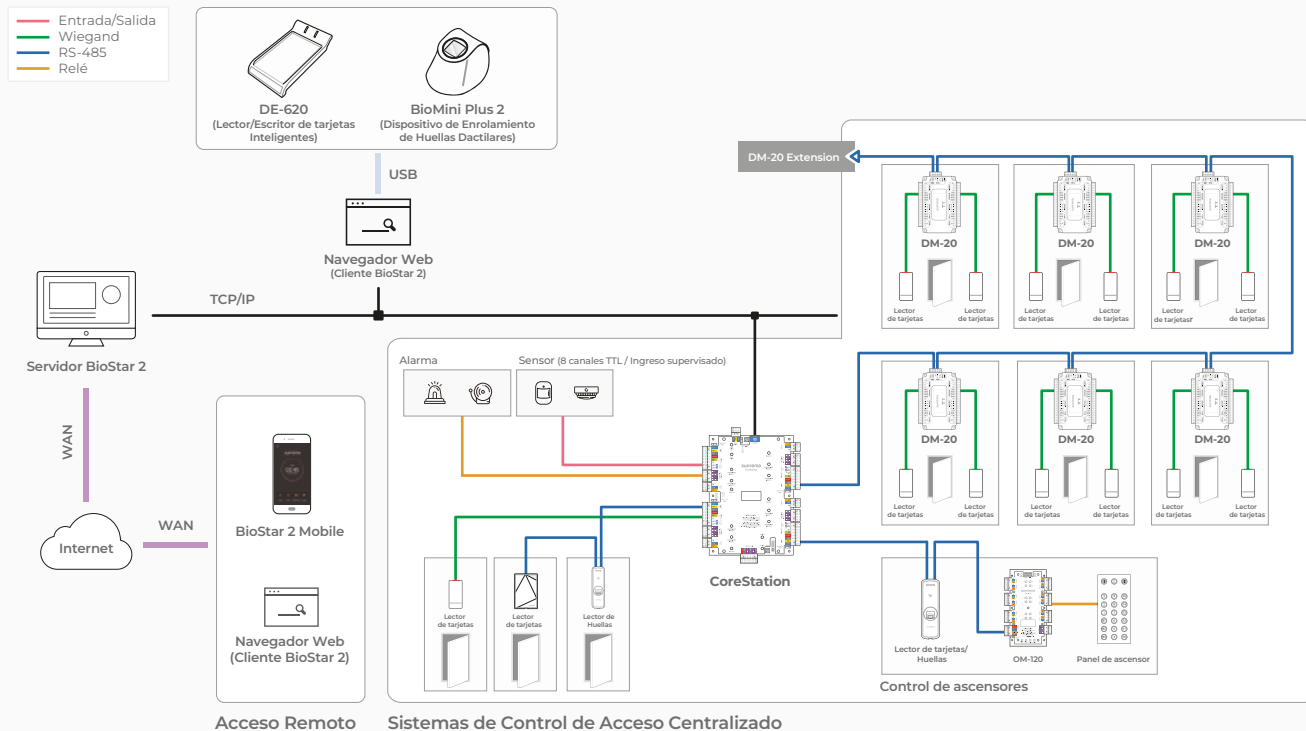 Entrada/Salida
Wiegand
RS-485
Relé
DE-620
(Lector/Escritor de tarjetas
Inteligentes)
BioMini Plus 2
(Dispositivo de Enrolamiento
de Huellas Dactilares)
USB
Navegador Web
(Cliente BioStar 2)
TCP/IP
Servidor BioStar 2
WAN
Internet
WAN
BioStar 2 Mobile
Navegador Web
(Cliente BioStar 2)
Acceso Remoto
DM-20 Extension
DM-20
Lector
de tarjetas
Lector
de tarjetas
DM-20
Lector
de tarjetas
Lector
de tarjetas
DM-20
Lector
de tarjetasr
Lector
de tarjetas
DM-20
Lector
de tarjetas
Lector
de tarjetas
DM-20
Lector
de tarjetas
Lector
de tarjetas
DM-20
Lector
de tarjetas
Lector
de tarjetas
Alarma
Sensor (8 canales TTL / Ingreso supervisado)
suprema
CoreStation
Lector
de tarjetas
Lector
de tarjetas
Lector de
Huellas
Lector de tarjetas/
Huellas
OM-120
Panel de ascensor
Control de ascensores
Sistemas de Control de Acceso Centralizado